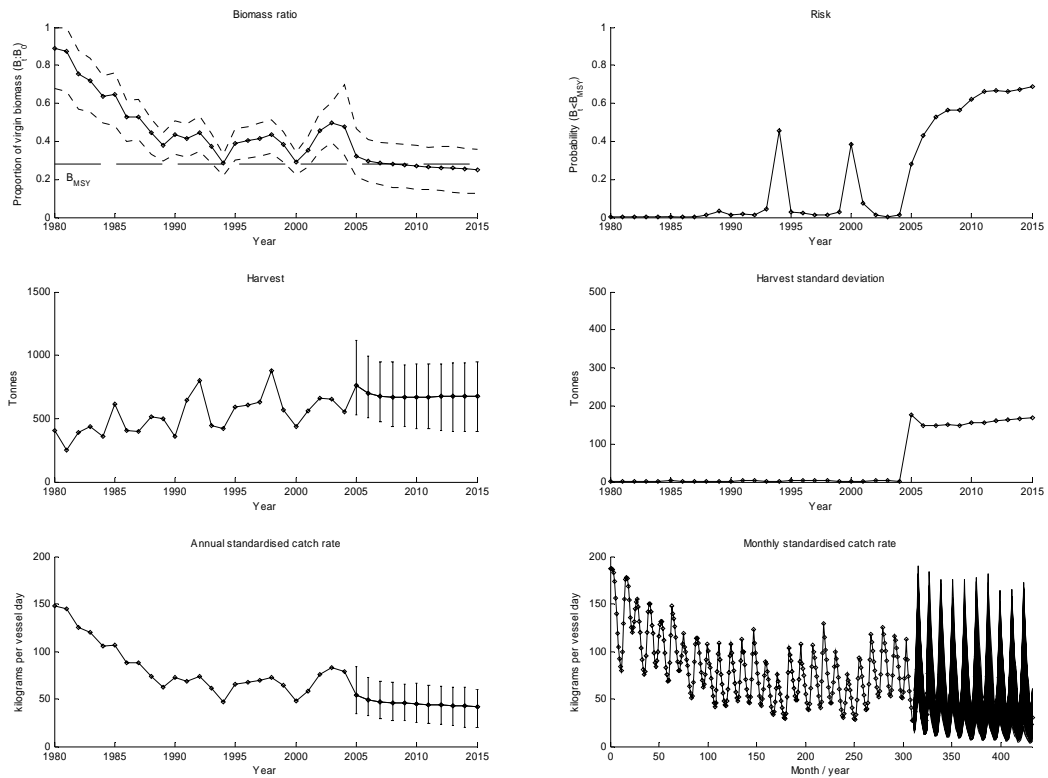 Biomass ratio
Proportion of virgin biomass (Bt:B0)
1
0.8
0.6
0.4
0.2
0
BMSY
1980 1985 1990 1995 2000 2005 2010 2015
Year
Risk
Probability (Bt<BMSY)
1
0.8
0.6
0.4
0.2
0
1980 1985 1990 1995 2000 2005 2010 2015
Year
Harvest
Tonnes
1500
1000
500
0
1980 1985 1990 1995 2000 2005 2010 2015
Year
Harvest standard deviation
Tonnes
500
400
300
200
100
0
1980 1985 1990 1995 2000 2005 2010 2015
Year
Annual standardised catch rate
kilograms per vessel day
200
150
100
50
0
1980 1985 1990 1995 2000 2005 2010 2015
Year
Monthly standardised catch rate
kilograms per vessel day
200
150
100
50
0
0 50 100 150 200 250 300 350 400
Month / year